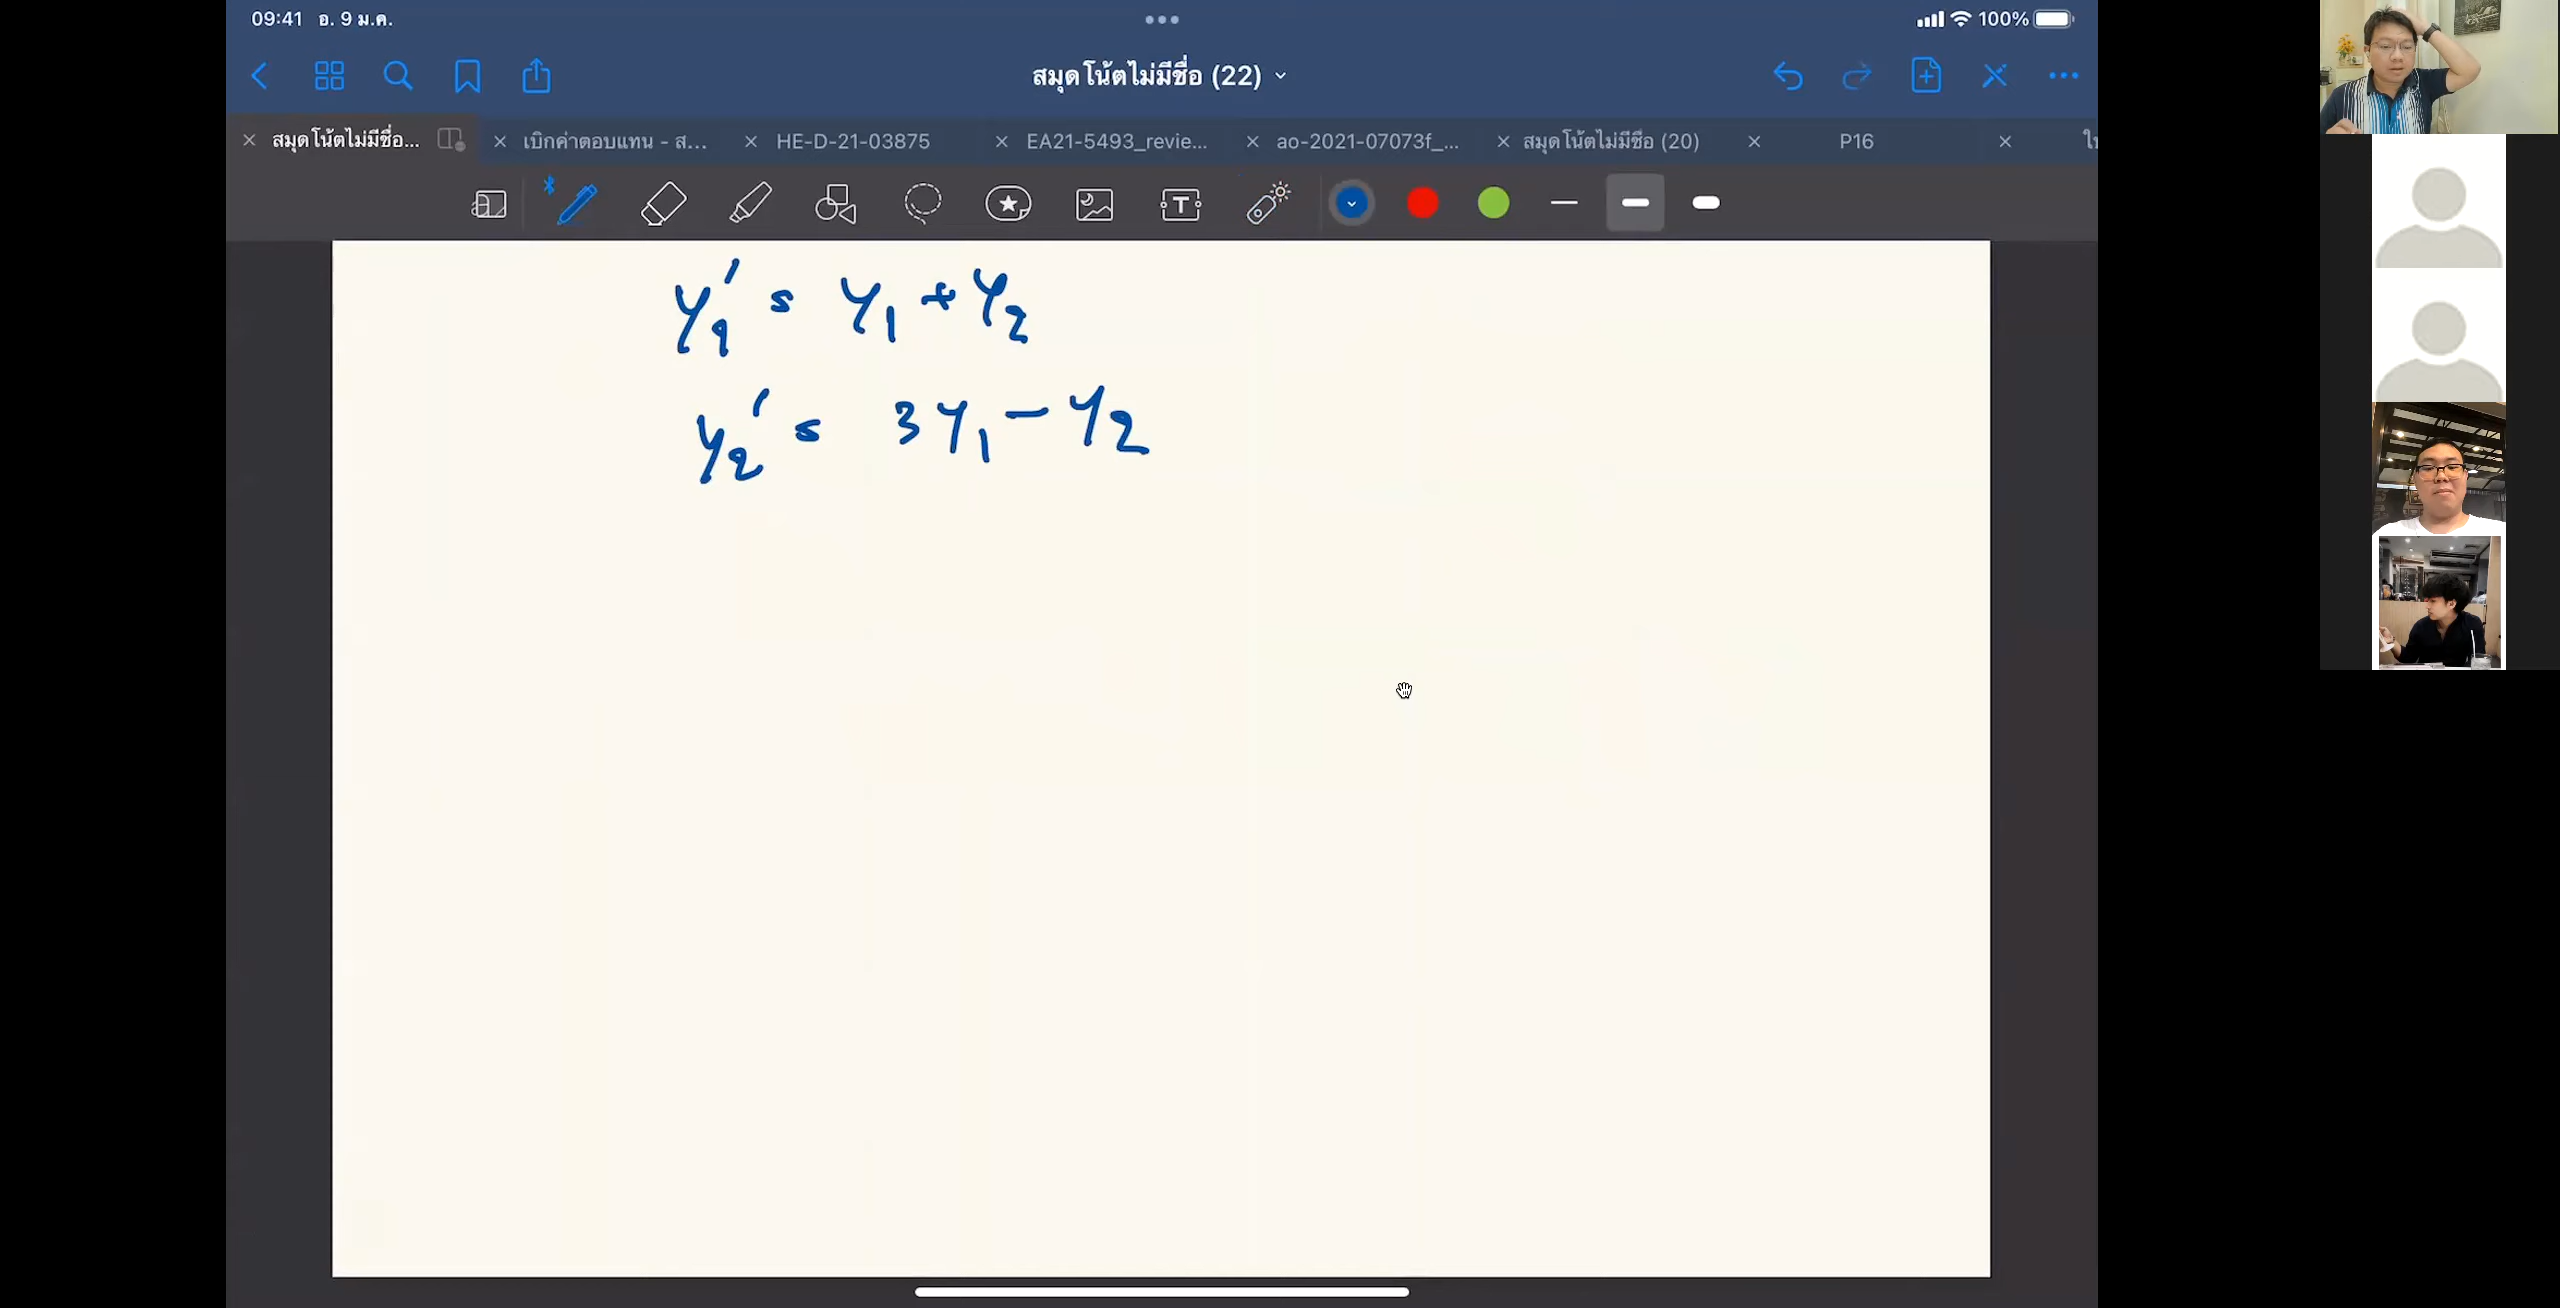 09:41 อ. 9 ม.ค.
100%
สมุดโน้ตไม่มีชื่อ (22)
สมุดโน้ตไม่มีชื่อ...
เบิกค่าตอบแทน - ส...
HE-D-21-03875
EA21-5493_revie...
ao-2021-07073f_...
สมุดโน้ตไม่มีชื่อ (20)
P16
y₁' = y₁ + y₂
y₂' = 3y₁ - y₂